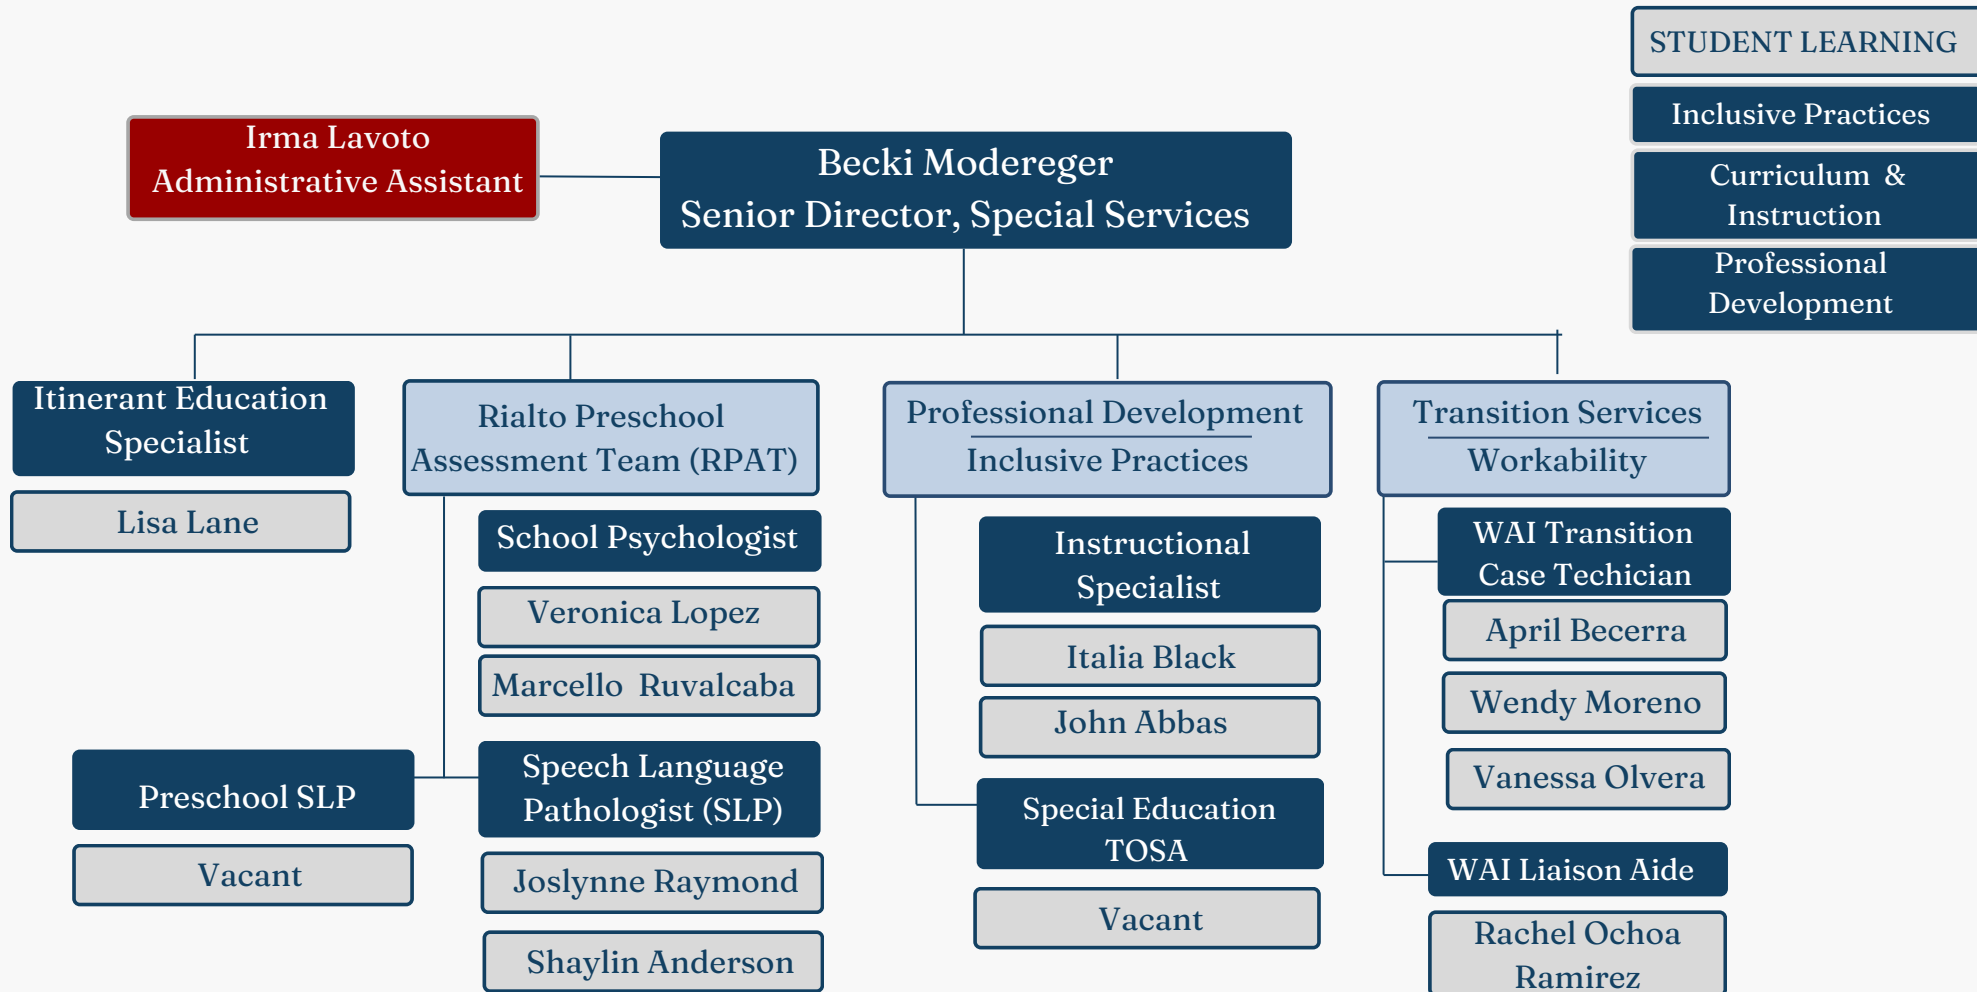 STUDENT LEARNING
Inclusive Practices
Curriculum & 
Instruction
Professional
Development
Irma Lavoto
Administrative Assistant
Becki Modereger
Senior Director, Special Services
Itinerant Education
Specialist
Lisa Lane
Rialto Preschool
Assessment Team (RPAT)
School Psychologist
Veronica Lopez
Marcello Ruvalcaba
Preschool SLP
Vacant
Speech Language
Pathologist (SLP)
Joslynne Raymond
Shaylin Anderson
Professional Development
Inclusive Practices
Instructional
Specialist
Italia Black
John Abbas
Special Education
TOSA
Vacant
Transition Services
Workability
WAI Transition
Case Techician
April Becerra
Wendy Moreno
Vanessa Olvera
WAI Liaison Aide
Rachel Ochoa
Ramirez